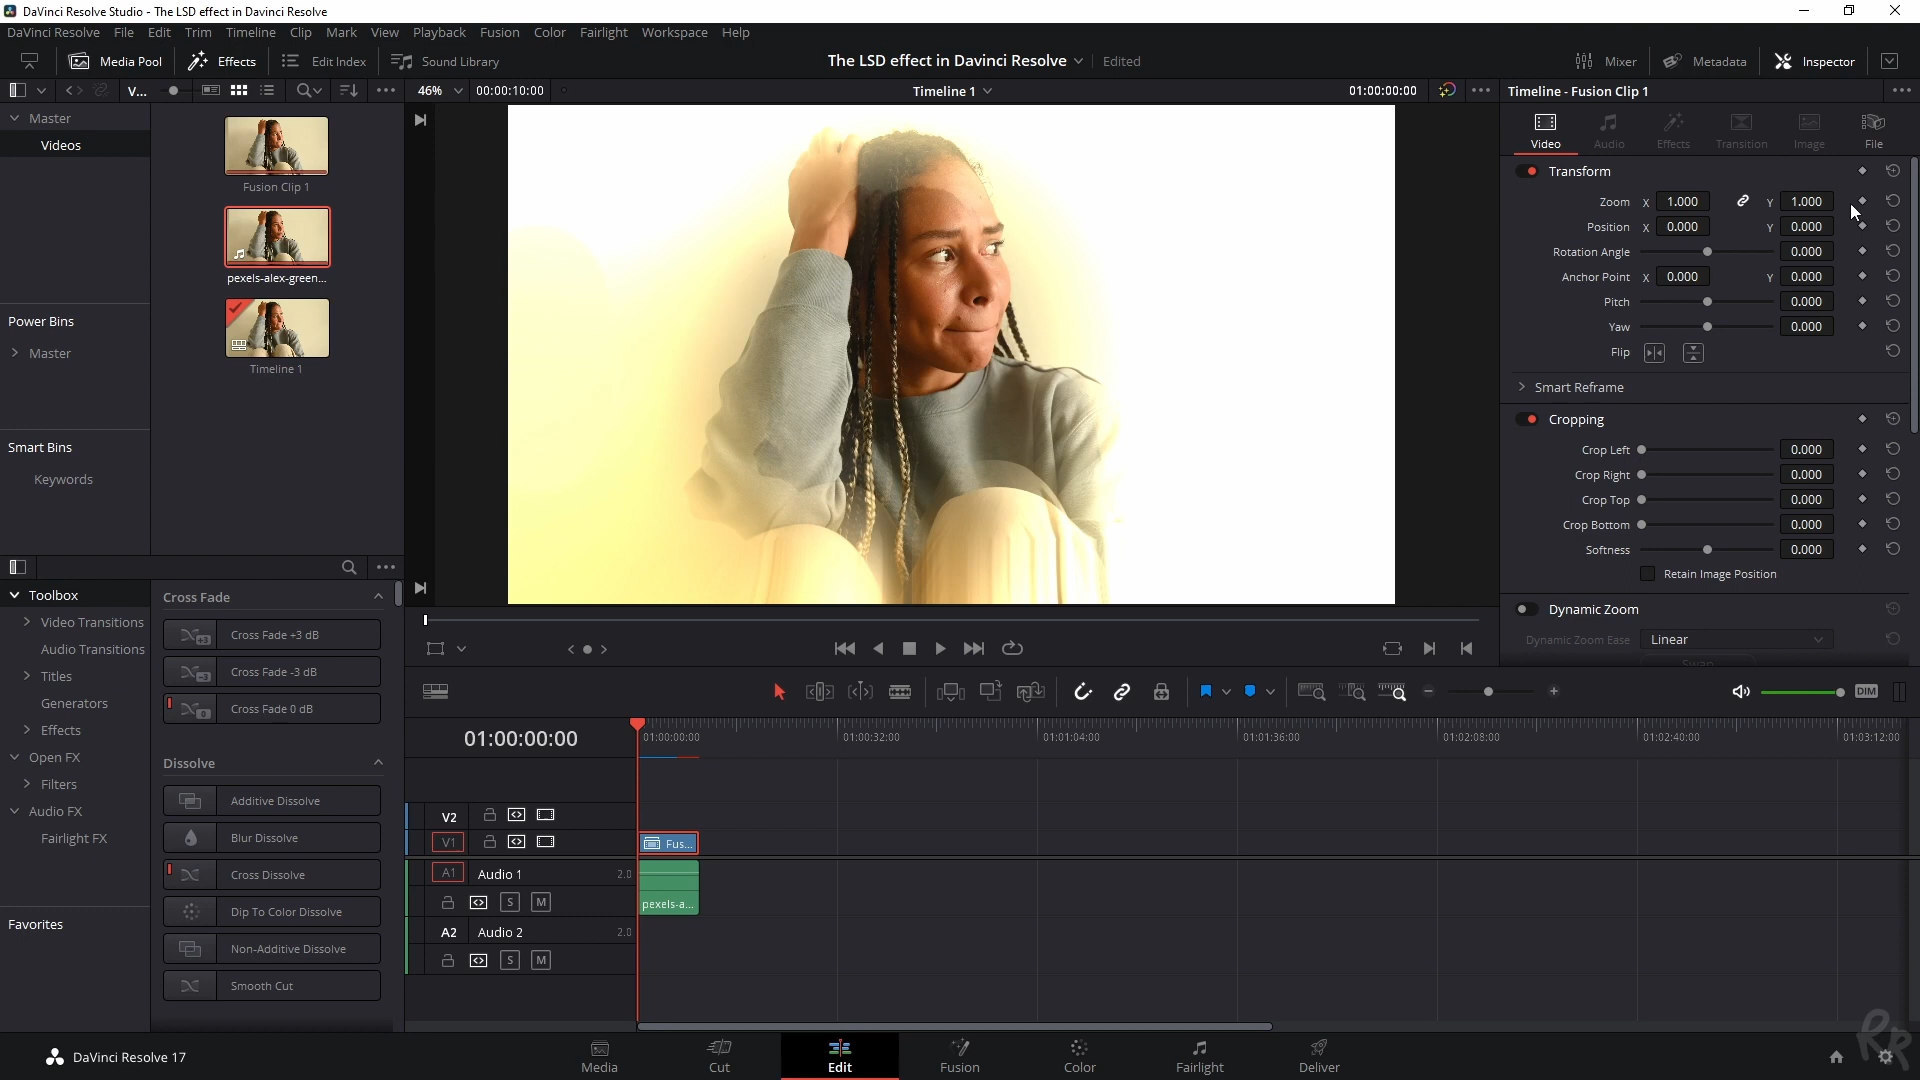 DaVinci Resolve Studio - The LSD effect in Davinci Resolve
DaVinci Resolve File Edit Trim Timeline Clip Mark View Playback Fusion Color Fairlight Workspace Help
Media Pool Effects Edit Index Sound Library The LSD effect in Davinci Resolve Edited Mixer Metadata Inspector
V... 46% 00:00:10:00 Timeline 1 01:00:00:00 Timeline - Fusion Clip 1
Master
Videos
Fusion Clip 1
pexels-alex-green...
Timeline 1
Power Bins
Master
Smart Bins
Keywords
Video Audio Effects Transition Image File
Transform
Zoom X 1.000 Y 1.000
Position X 0.000 Y 0.000
Rotation Angle 0.000
Anchor Point X 0.000 Y 0.000
Pitch 0.000
Yaw 0.000
Flip
Smart Reframe
Cropping
Crop Left 0.000
Crop Right 0.000
Crop Top 0.000
Crop Bottom 0.000
Softness 0.000
Retain Image Position
Dynamic Zoom
Dynamic Zoom Ease Linear
Swap
Toolbox
Video Transitions
Audio Transitions
Titles
Generators
Effects
Open FX
Filters
Audio FX
Fairlight FX
Favorites
Cross Fade
+3 Cross Fade +3 dB
-3 Cross Fade -3 dB
0 Cross Fade 0 dB
Dissolve
Additive Dissolve
Blur Dissolve
Cross Dissolve
Dip To Color Dissolve
Non-Additive Dissolve
Smooth Cut
DIM
01:00:00:00 01:00:00:00 01:00:32:00 01:01:04:00 01:01:36:00 01:02:08:00 01:02:40:00 01:03:12:00
V2
V1 Fus...
A1 Audio 1 2.0
S M pexels-a...
A2 Audio 2 2.0
S M
DaVinci Resolve 17 Media Cut Edit Fusion Color Fairlight Deliver
RR